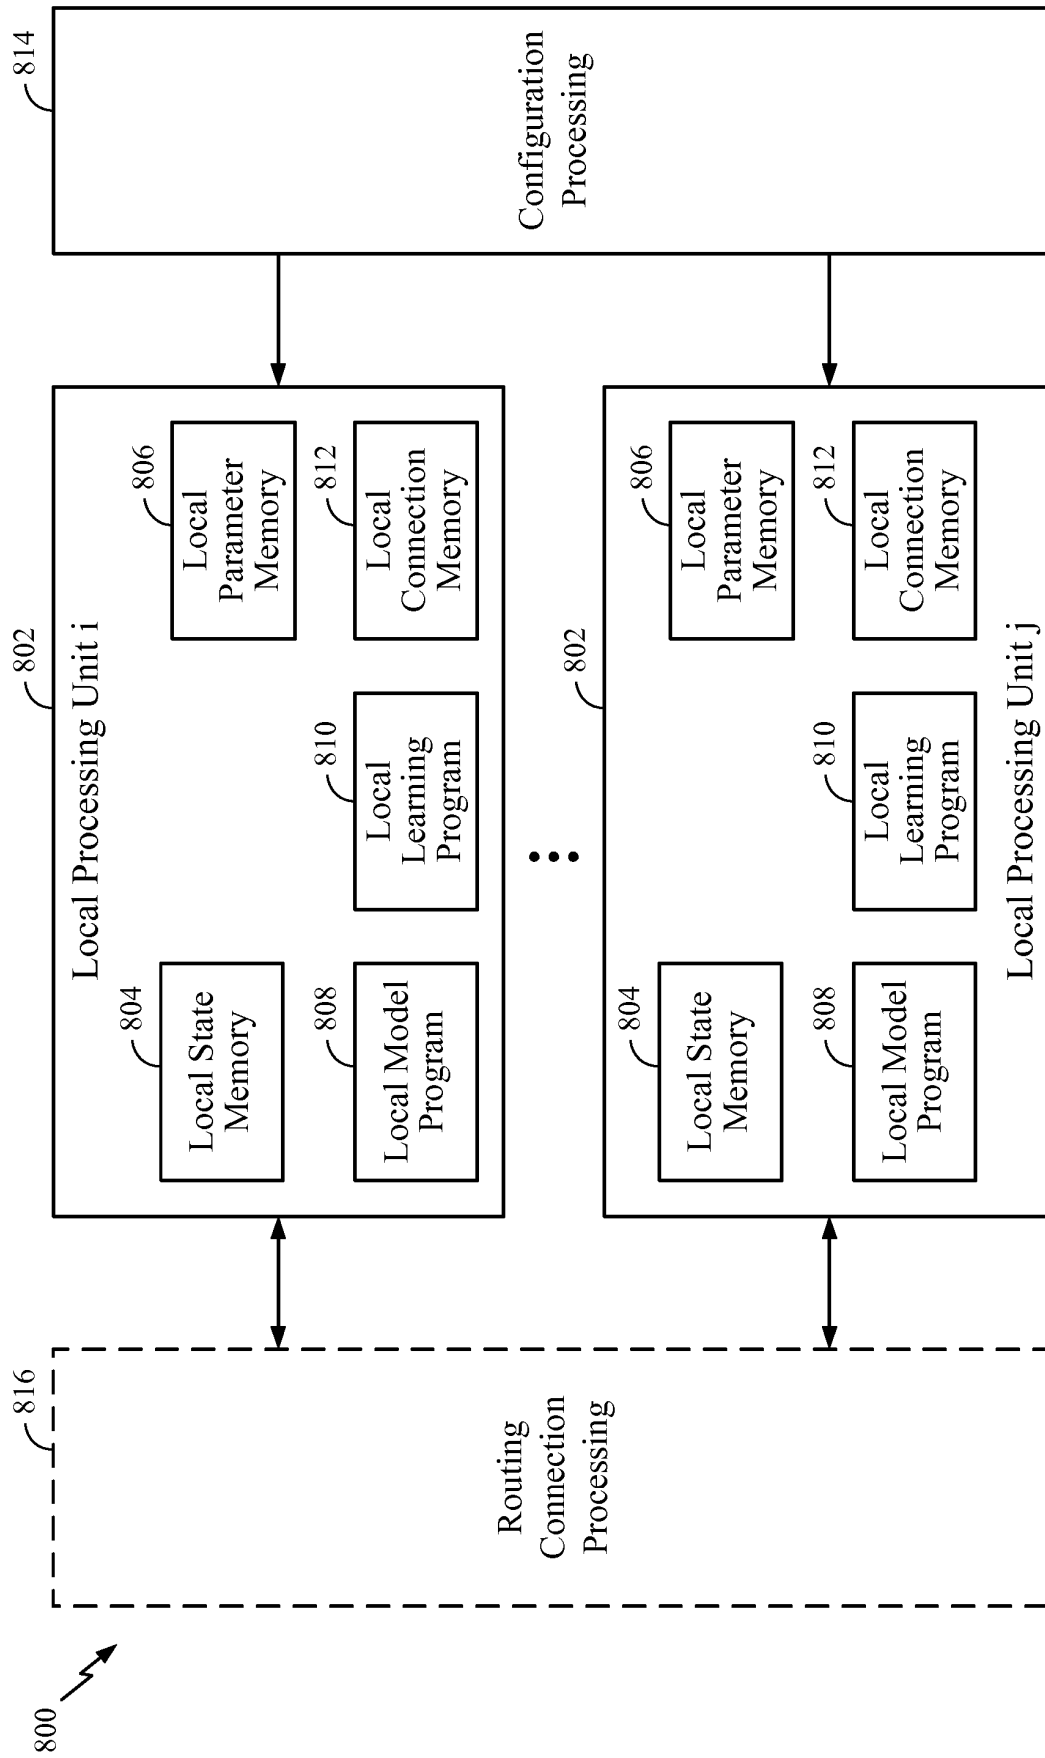 800
816
Routing
Connection
Processing
802
Local Processing Unit i
804
Local State
Memory
806
Local
Parameter
Memory
808
Local Model
Program
810
Local
Learning
Program
812
Local
Connection
Memory
802
804
Local State
Memory
806
Local
Parameter
Memory
808
Local Model
Program
810
Local
Learning
Program
812
Local
Connection
Memory
Local Processing Unit j
814
Configuration
Processing